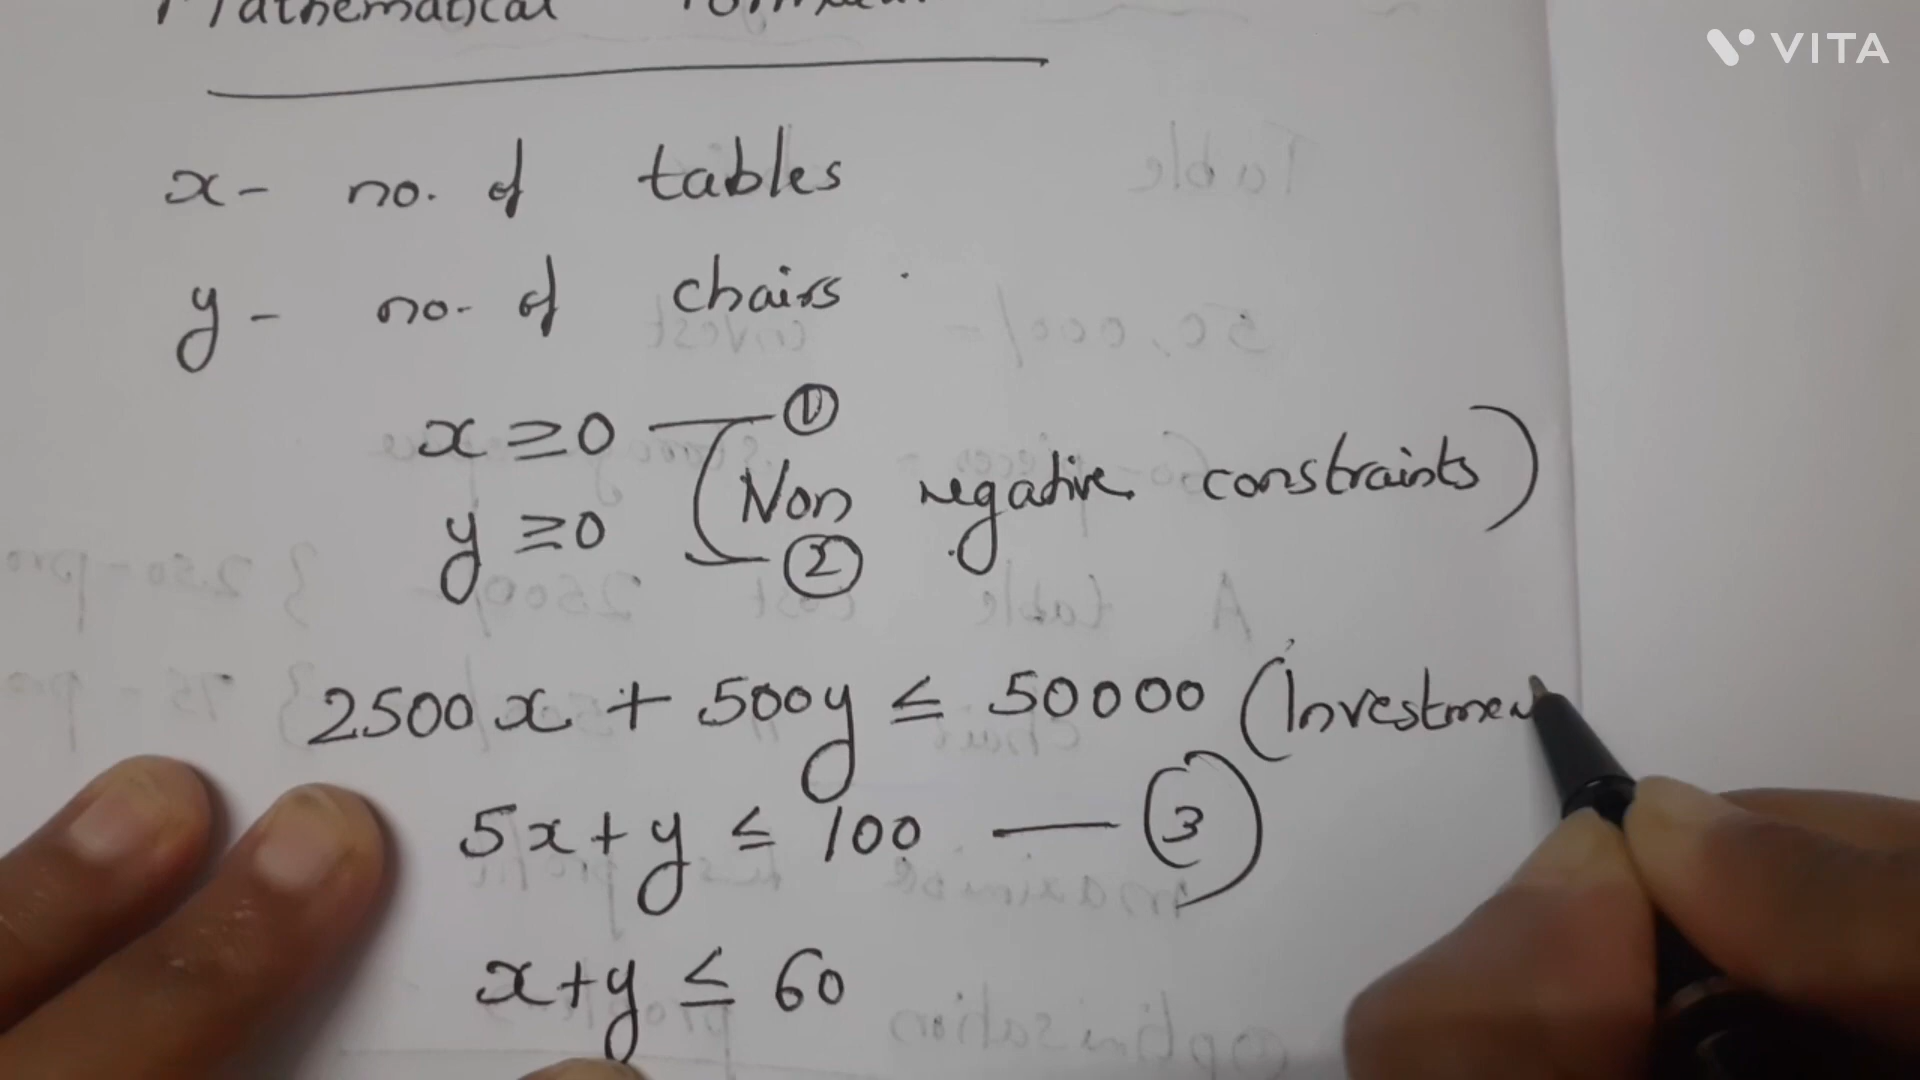 VITA
Mathematical
x - no. of tables
y - no. of chairs
x ≥ 0 — ①
(Non negative constraints)
y ≥ 0 — ②
2500x + 500y ≤ 50000 (Investmen
5x + y ≤ 100 — ③)
x + y ≤ 60